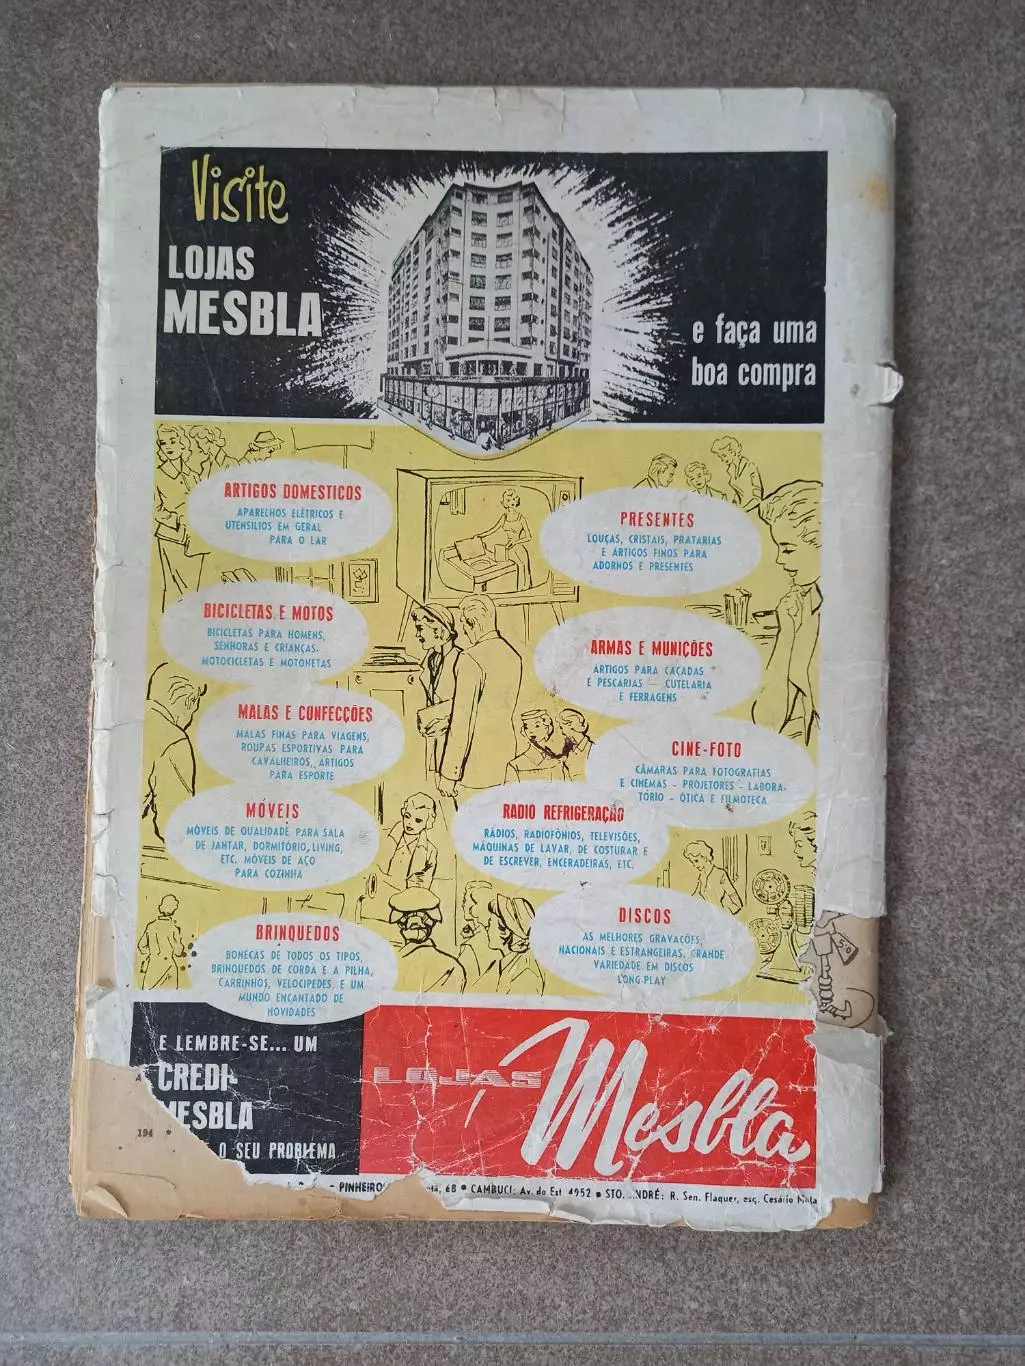 Visite
LOJAS
MESBLA
e faça uma
boa compra
ARTIGOS DOMESTICOS
APARELHOS ELÉTRICOS E
UTENSILIOS EM GERAL
PARA O LAR
PRESENTES
LOUÇAS, CRISTAIS, PRATARIAS
E ARTIGOS FINOS PARA
ADORNOS E PRESENTES
BICICLETAS E MOTOS
BICICLETAS PARA HOMENS,
SENHORAS E CRIANÇAS-
MOTOCICLETAS E MOTONETAS
ARMAS E MUNIÇÕES
ARTIGOS PARA CAÇADAS
E PESCARIAS — CUTELARIA
E FERRAGENS
MALAS E CONFECÇÕES
MALAS FINAS PARA VIAGENS,
ROUPAS ESPORTIVAS PARA
CAVALHEIROS, ARTIGOS
PARA ESPORTE
CINE-FOTO
CÂMARAS PARA FOTOGRAFIAS
E CINEMAS - PROJETORES - LABORA-
TÓRIO - ÓTICA E FILMOTECA
MÓVEIS
MÓVEIS DE QUALIDADE PARA SALA
DE JANTAR, DORMITÓRIO, LIVING,
ETC. MÓVEIS DE AÇO
PARA COZINHA
RADIO REFRIGERAÇÃO
RÁDIOS, RADIOFÔNIOS, TELEVISÕES,
MÁQUINAS DE LAVAR, DE COSTURAR E
DE ESCREVER, ENCERADEIRAS, ETC.
BRINQUEDOS
BONECAS DE TODOS OS TIPOS,
BRINQUEDOS DE CORDA E A PILHA,
CARRINHOS, VELOCIPEDES, E UM
MUNDO ENCANTADO DE
NOVIDADES
DISCOS
AS MELHORES GRAVAÇÕES,
NACIONAIS E ESTRANGEIRAS, GRANDE
VARIEDADE EM DISCOS
LONG-PLAY
E LEMBRE-SE... UM
CREDI-
MESBLA
O SEU PROBLEMA
194
LOJAS
Mesbla
PINHEIRO 68 • CAMBUCI: Av. do Est. 4952 • STO. ANDRÉ: R. Sen. Flaquer, esq. Cesário